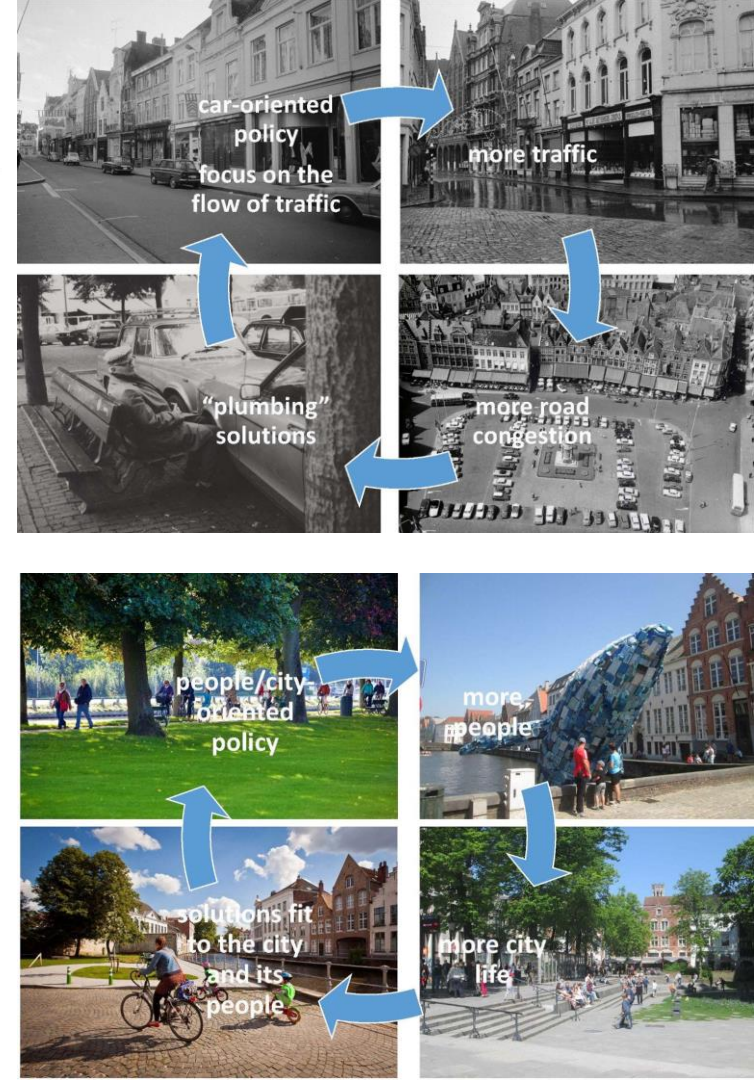 car-oriented
policy
focus on the
flow of traffic
more traffic
more road
congestion
“plumbing”
solutions
people/city-
oriented
policy
more
people
more city
life
solutions fit
to the city
and its
people